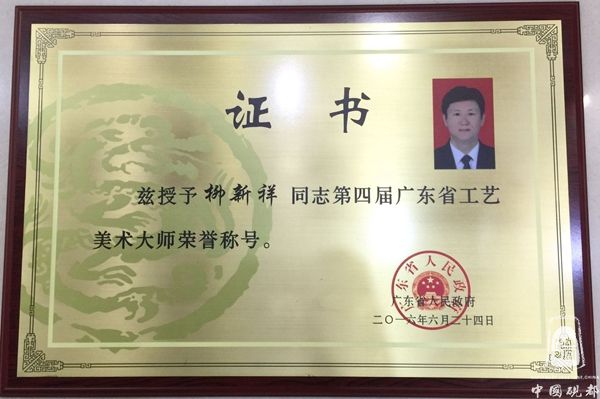 证书
兹授予 柳新祥 同志第四届广东省工艺
美术大师荣誉称号。
广东省人民政府
广东省人民政府
二〇一六年六月二十四日
中國硯都